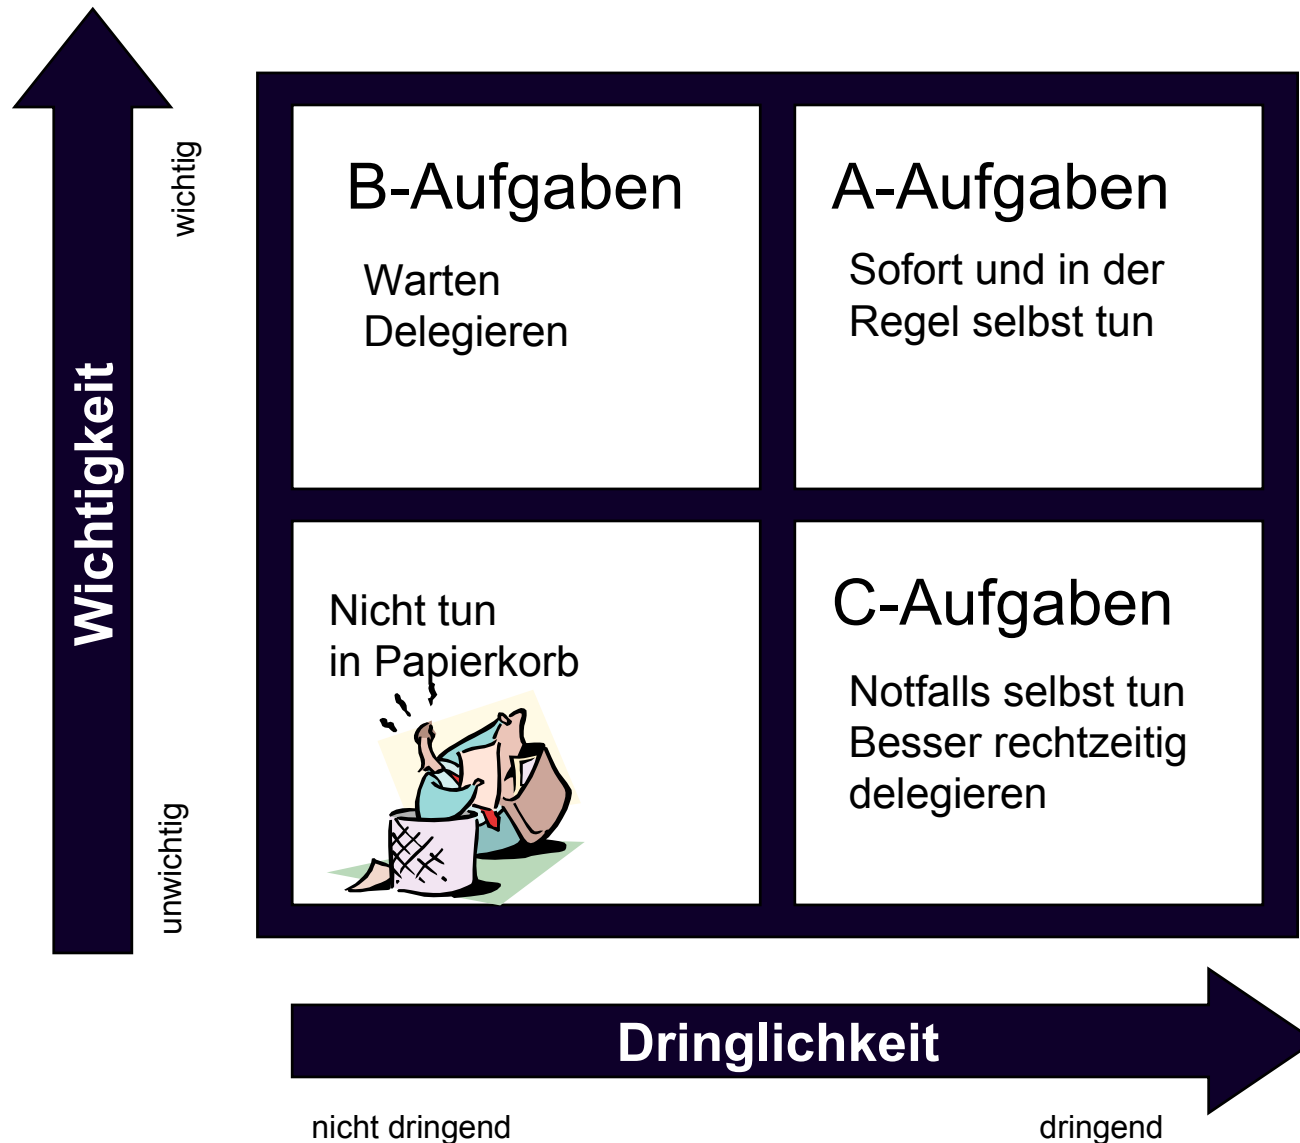 wichtig
B-Aufgaben
Warten
Delegieren
A-Aufgaben
Sofort und in der
Regel selbst tun
Wichtigkeit
Nicht tun
in Papierkorb
C-Aufgaben
Notfalls selbst tun
Besser rechtzeitig
delegieren
unwichtig
Dringlichkeit
nicht dringend
dringend